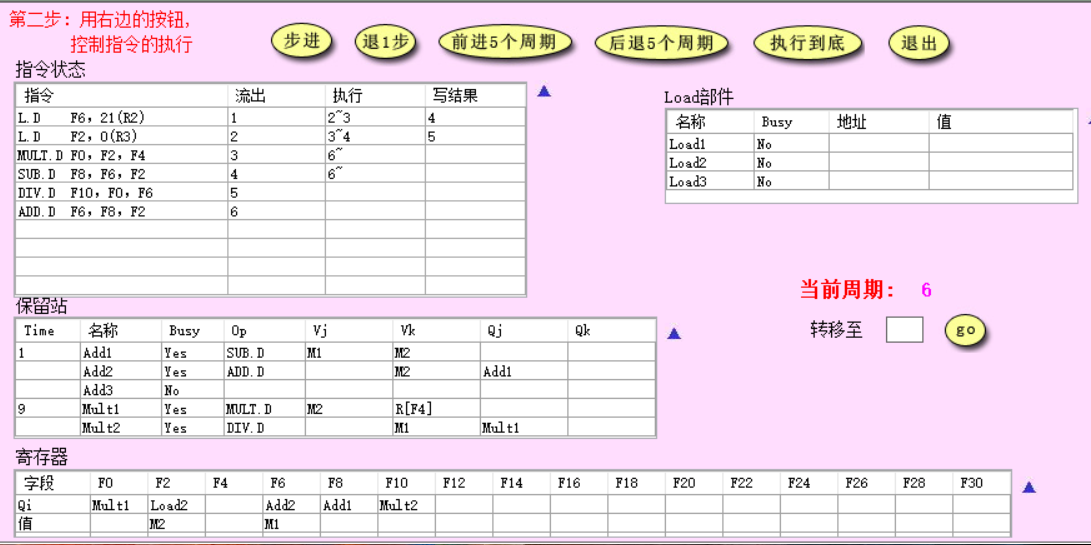 第二步：用右边的按钮，
控制指令的执行
步进 退1步 前进5个周期 后退5个周期 执行到底 退出
指令状态
指令 流出 执行 写结果
L.D F6, 21(R2) 1 2~3 4
L.D F2, 0(R3) 2 3~4 5
MULT.D F0, F2, F4 3 6~
SUB.D F8, F6, F2 4 6~
DIV.D F10, F0, F6 5
ADD.D F6, F8, F2 6
Load部件
名称 Busy 地址 值
Load1 No
Load2 No
Load3 No
当前周期： 6
转移至 go
保留站
Time 名称 Busy Op Vj Vk Qj Qk
1 Add1 Yes SUB.D M1 M2
Add2 Yes ADD.D M2 Add1
Add3 No
9 Mult1 Yes MULT.D M2 R[F4]
Mult2 Yes DIV.D M1 Mult1
寄存器
字段 F0 F2 F4 F6 F8 F10 F12 F14 F16 F18 F20 F22 F24 F26 F28 F30
Qi Mult1 Load2 Add2 Add1 Mult2
值 M2 M1